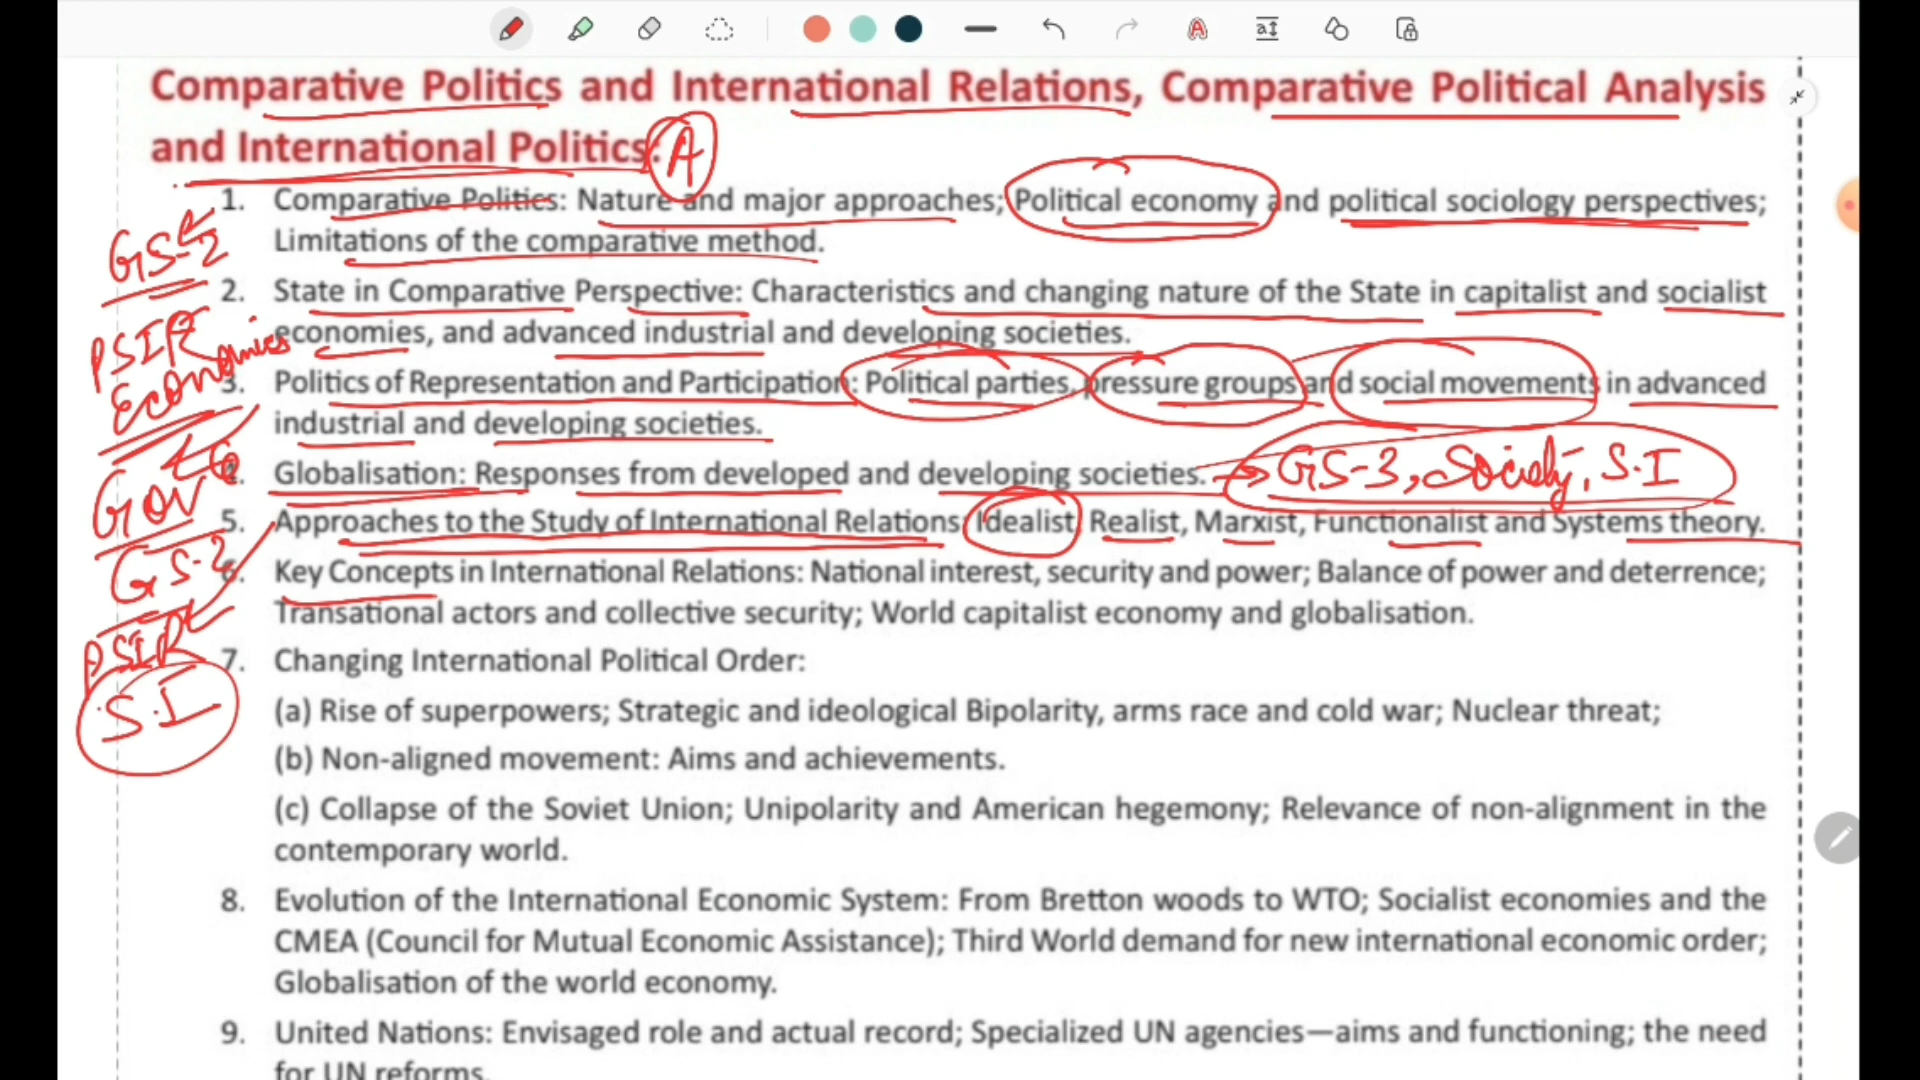 Comparative Politics and International Relations, Comparative Political Analysis
and International Politics:
A
1. Comparative Politics: Nature and major approaches; Political economy and political sociology perspectives;
Limitations of the comparative method.
GS-2
2. State in Comparative Perspective: Characteristics and changing nature of the State in capitalist and socialist
economies, and advanced industrial and developing societies.
PSIR
Economics
3. Politics of Representation and Participation: Political parties, pressure groups and social movements in advanced
industrial and developing societies.
4. Globalisation: Responses from developed and developing societies. → GS-3, Society, S.I
Gov
5. Approaches to the Study of International Relations: Idealist, Realist, Marxist, Functionalist and Systems theory.
GS-2
6. Key Concepts in International Relations: National interest, security and power; Balance of power and deterrence;
Transational actors and collective security; World capitalist economy and globalisation.
PSIR
7. Changing International Political Order:
S.I
(a) Rise of superpowers; Strategic and ideological Bipolarity, arms race and cold war; Nuclear threat;
(b) Non-aligned movement: Aims and achievements.
(c) Collapse of the Soviet Union; Unipolarity and American hegemony; Relevance of non-alignment in the
contemporary world.
8. Evolution of the International Economic System: From Bretton woods to WTO; Socialist economies and the
CMEA (Council for Mutual Economic Assistance); Third World demand for new international economic order;
Globalisation of the world economy.
9. United Nations: Envisaged role and actual record; Specialized UN agencies—aims and functioning; the need
for UN reforms.